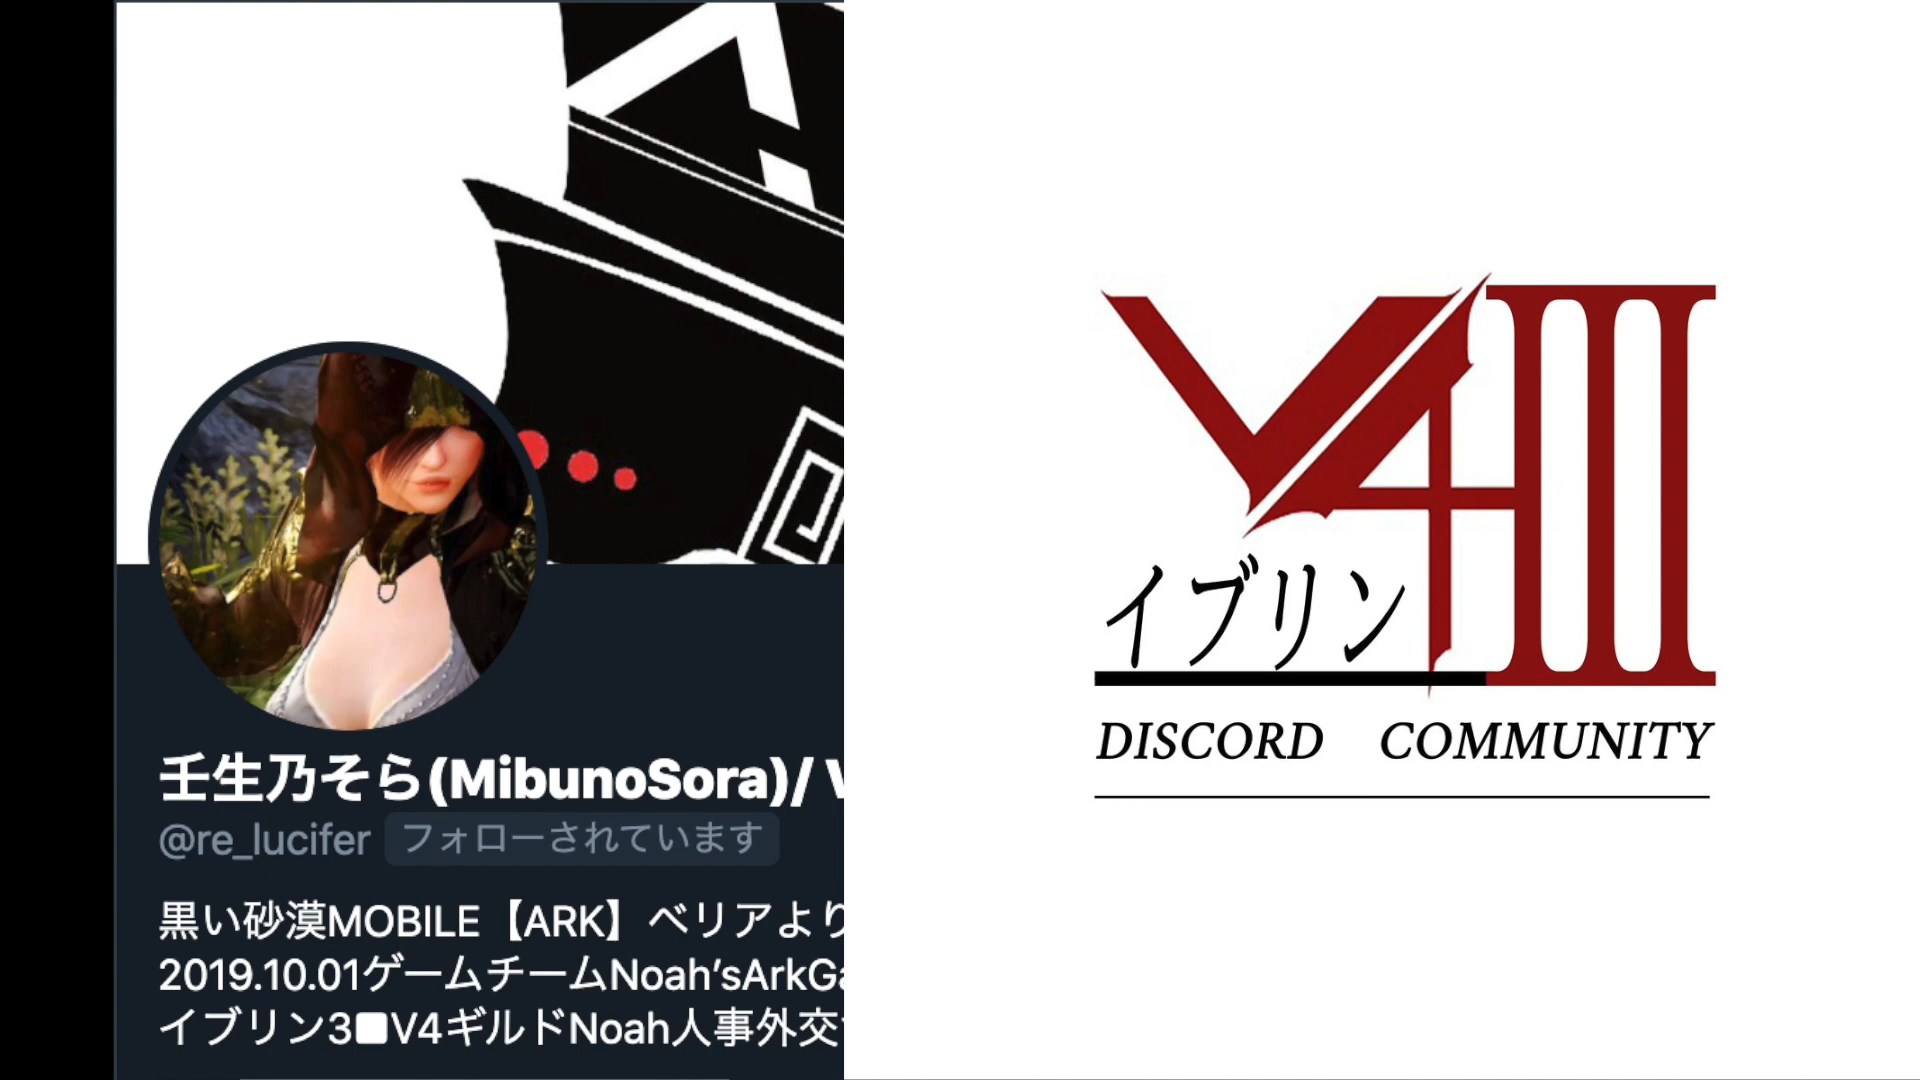 壬生乃そら(MibunoSora)/ V
@re_lucifer フォローされています
黒い砂漠MOBILE【ARK】ベリアより
2019.10.01ゲームチームNoah'sArkGa
イブリン3■V4ギルドNoah人事外交
V4III
イブリン
DISCORD COMMUNITY